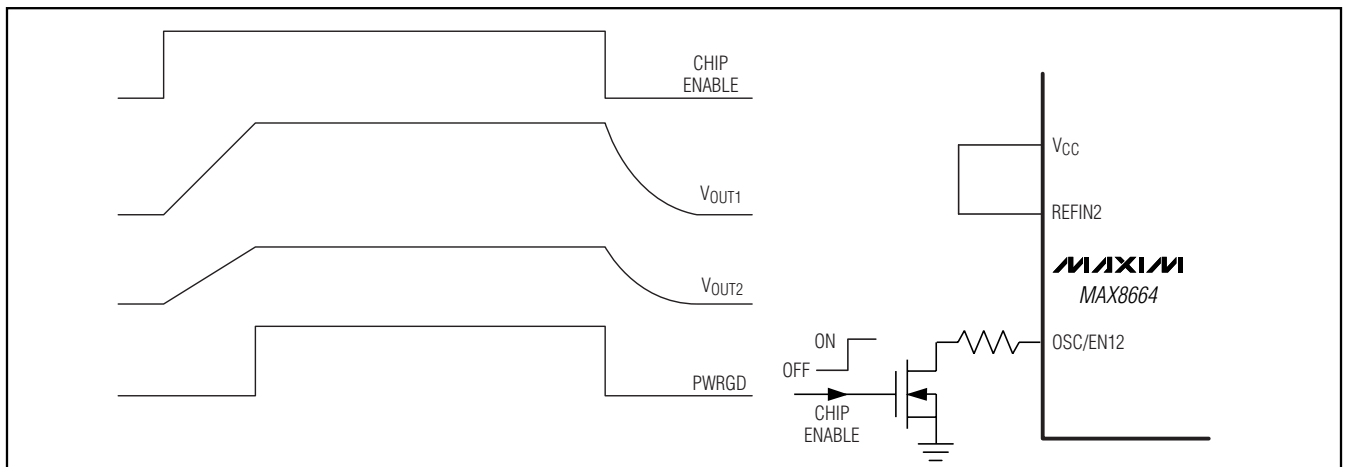 CHIP
ENABLE
VOUT1
VOUT2
PWRGD
VCC
REFIN2
MAXIM
MAX8664
OSC/EN12
ON
OFF
CHIP
ENABLE